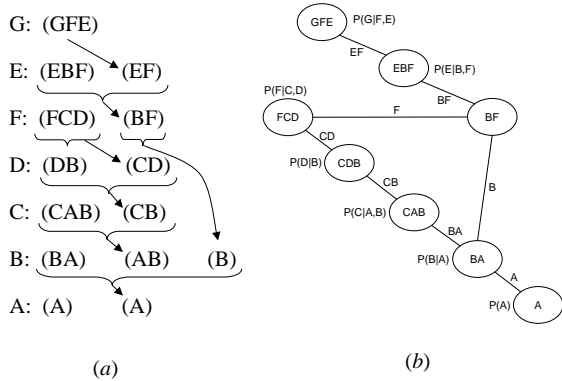 G: (GFE)
E: (EBF) (EF)
F: (FCD) (BF)
D: (DB) (CD)
C: (CAB) (CB)
B: (BA) (AB) (B)
A: (A) (A)
(a)
GFE P(G|F,E)
EF
EBF P(E|B,F)
BF
P(F|C,D)
FCD F BF
CD
P(D|B) CDB
CB B
P(C|A,B) CAB
BA
P(B|A) BA
A
P(A) A
(b)